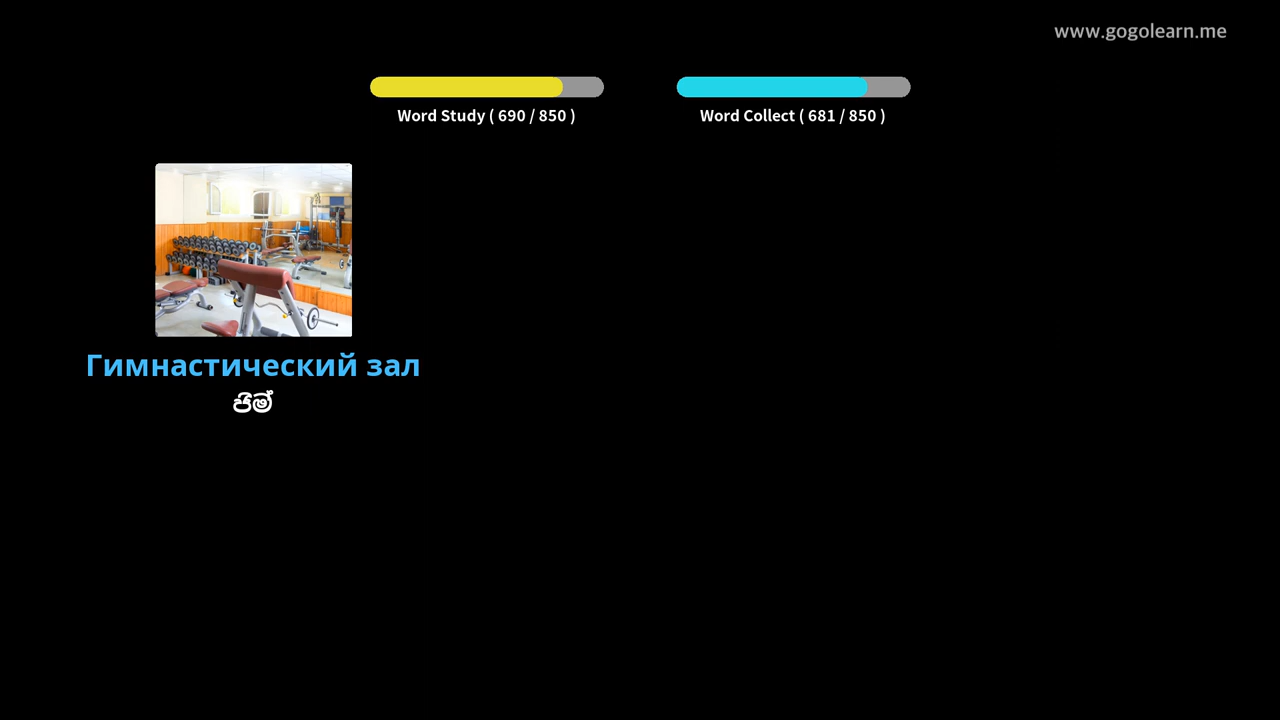 www.gogolearn.me
Word Study ( 690 / 850 )
Word Collect ( 681 / 850 )
Гимнастический зал
ජිම්